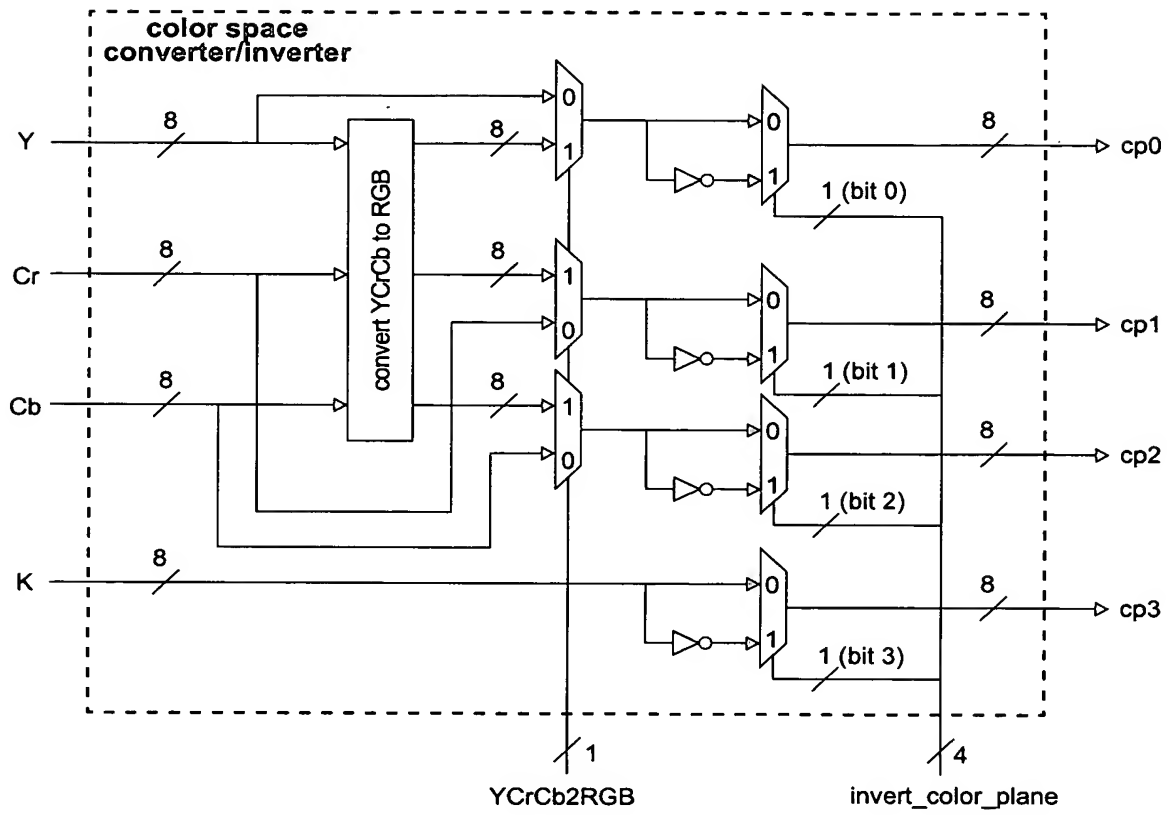 color space
converter/inverter
Y
8
8
0
1
0
1
8
cp0
1 (bit 0)
convert YCrCb to RGB
Cr
8
8
1
0
0
1
8
cp1
1 (bit 1)
Cb
8
8
1
0
0
1
8
cp2
1 (bit 2)
K
8
0
1
8
cp3
1 (bit 3)
1
4
YCrCb2RGB
invert_color_plane